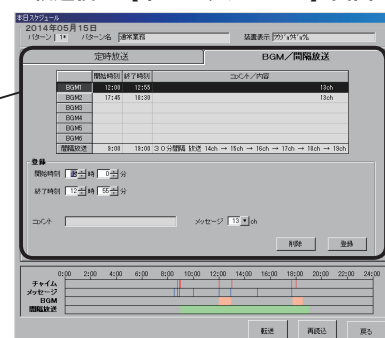 本日スケジュール
2014年05月15日
パターン 1* パターン名 通常業務 装置表示
定時放送 BGM／間隔放送
開始時刻 終了時刻 コメント／内容
BGM1 12:00 12:55 13ch
BGM2 17:45 18:30 13ch
BGM3
BGM4
BGM5
BGM6
間隔放送 9:00 19:00 30分間隔 放送 14ch → 15ch → 16ch → 17ch → 18ch → 19ch
登録
開始時刻 時 0 分
終了時刻 12 時 55 分
コメント メッセージ 13 ch
削除 登録
0:00 2:00 4:00 6:00 8:00 10:00 12:00 14:00 16:00 18:00 20:00 22:00 24:00
チャイム
メッセージ
BGM
間隔放送
転送 再読込 戻る